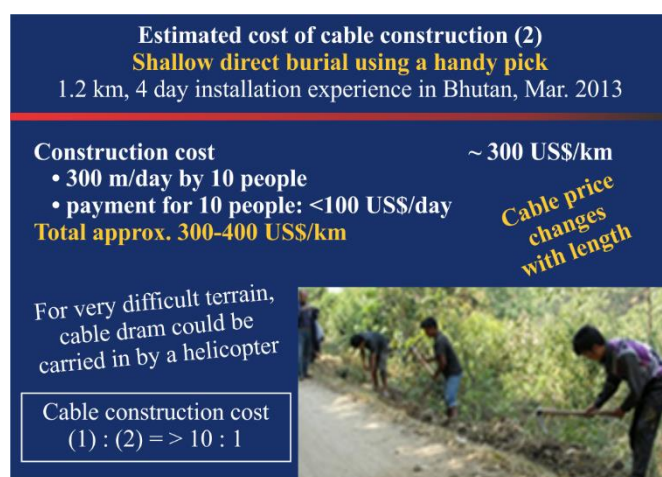 Estimated cost of cable construction (2)
Shallow direct burial using a handy pick
1.2 km, 4 day installation experience in Bhutan, Mar. 2013
Construction cost ~ 300 US$/km
• 300 m/day by 10 people
• payment for 10 people: <100 US$/day
Total approx. 300-400 US$/km
Cable price
changes
with length
For very difficult terrain,
cable dram could be
carried in by a helicopter
Cable construction cost
(1) : (2) = > 10 : 1